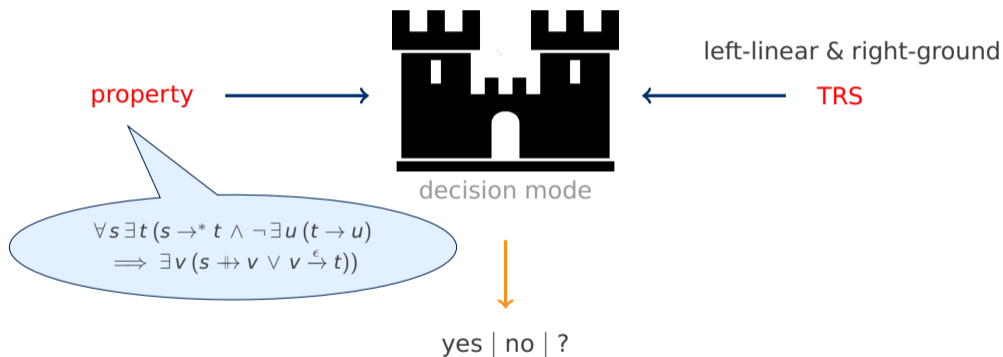 left-linear & right-ground
property
TRS
decision mode
∀s∃t(s →* t ∧ ¬∃u(t → u)
⟹ ∃v(s ⇸ v ∨ v →ϵ t))
yes | no | ?